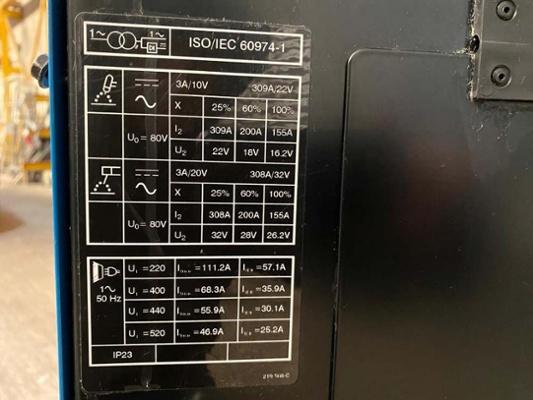 1~ 1~ ISO/IEC 60974-1
3A/10V 309A/22V
X 25% 60% 100%
U0 = 80V I2 309A 200A 155A
U2 22V 18V 16.2V
3A/20V 308A/32V
X 25% 60% 100%
U0 = 80V I2 308A 200A 155A
U2 32V 28V 26.2V
U1 =220 I1max =111.2A I1eff =57.1A
1~ U1 =400 I1max =68.3A I1eff =35.9A
50 Hz U1 =440 I1max =55.9A I1eff =30.1A
U1 =520 I1max =46.9A I1eff =25.2A
IP23